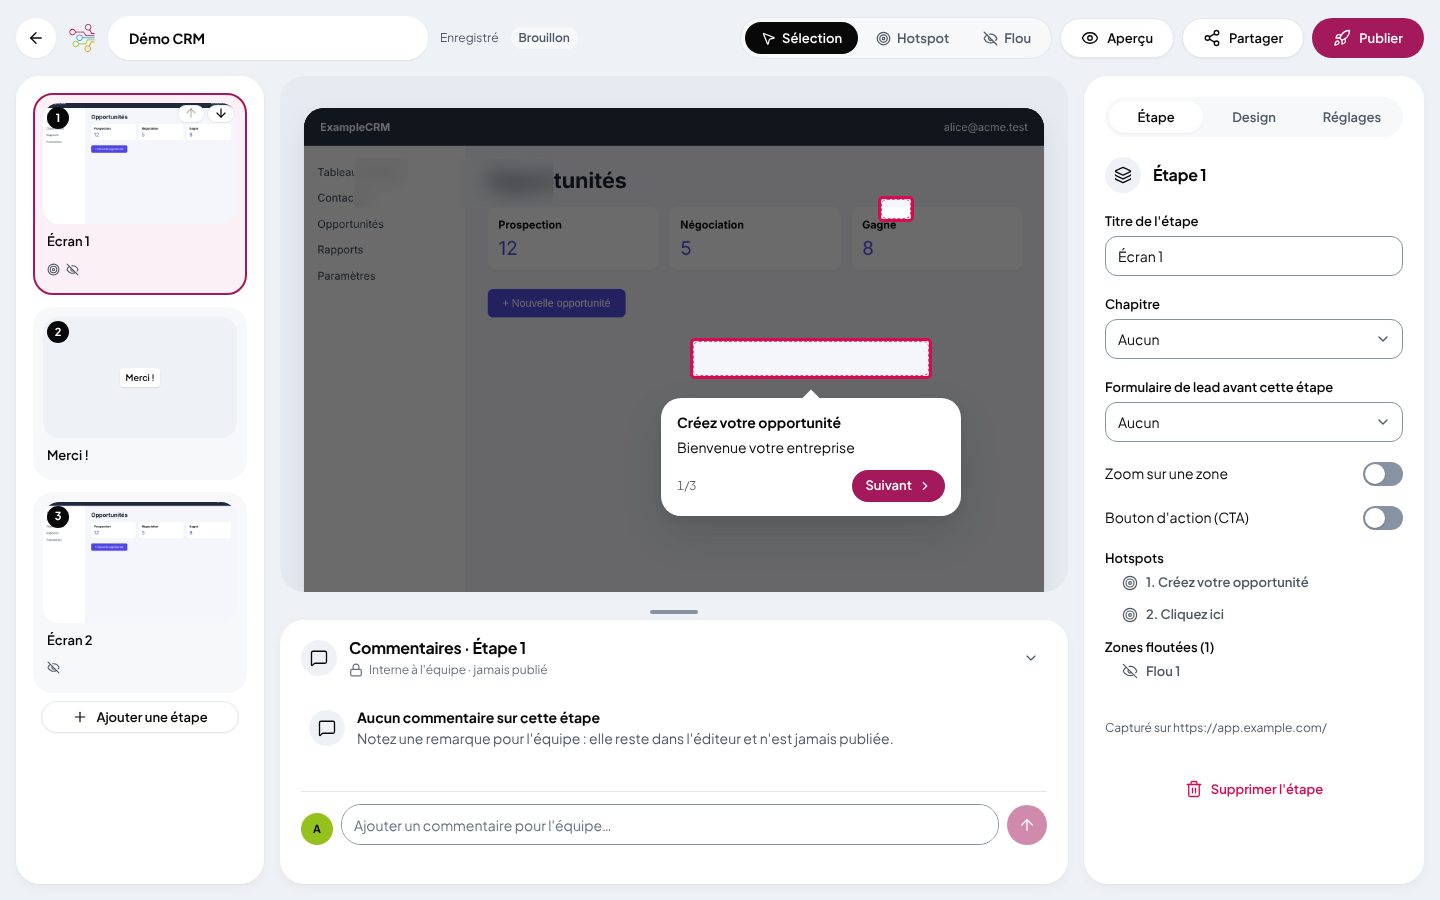 Démo CRM
Enregistré
Brouillon
Sélection
Hotspot
Flou
Aperçu
Partager
Publier
1
Opportunités
Prospection
12
Négociation
5
Gagné
8
Écran 1
2
Merci !
Merci !
3
Opportunités
Prospection
12
Négociation
5
Gagné
8
Écran 2
Ajouter une étape
ExampleCRM
alice@acme.test
Opportunités
Rapports
Paramètres
tunités
Prospection
12
Négociation
5
Gagné
8
+ Nouvelle opportunité
Créez votre opportunité
Bienvenue votre entreprise
1/3
Suivant
Commentaires · Étape 1
Interne à l'équipe · jamais publié
Aucun commentaire sur cette étape
Notez une remarque pour l'équipe : elle reste dans l'éditeur et n'est jamais publiée.
A
Ajouter un commentaire pour l'équipe…
Étape
Design
Réglages
Étape 1
Titre de l'étape
Écran 1
Chapitre
Aucun
Formulaire de lead avant cette étape
Aucun
Zoom sur une zone
Bouton d'action (CTA)
Hotspots
1. Créez votre opportunité
2. Cliquez ici
Zones floutées (1)
Flou 1
Capturé sur https://app.example.com/
Supprimer l'étape